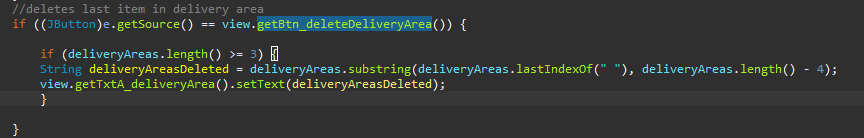 //deletes last item in delivery area
if ((JButton)e.getSource() == view.getBtn_deleteDeliveryArea()) {
if (deliveryAreas.length() >= 3) {
String deliveryAreasDeleted = deliveryAreas.substring(deliveryAreas.lastIndexOf(" "), deliveryAreas.length() - 4);
view.getTxtA_deliveryArea().setText(deliveryAreasDeleted);
}
}